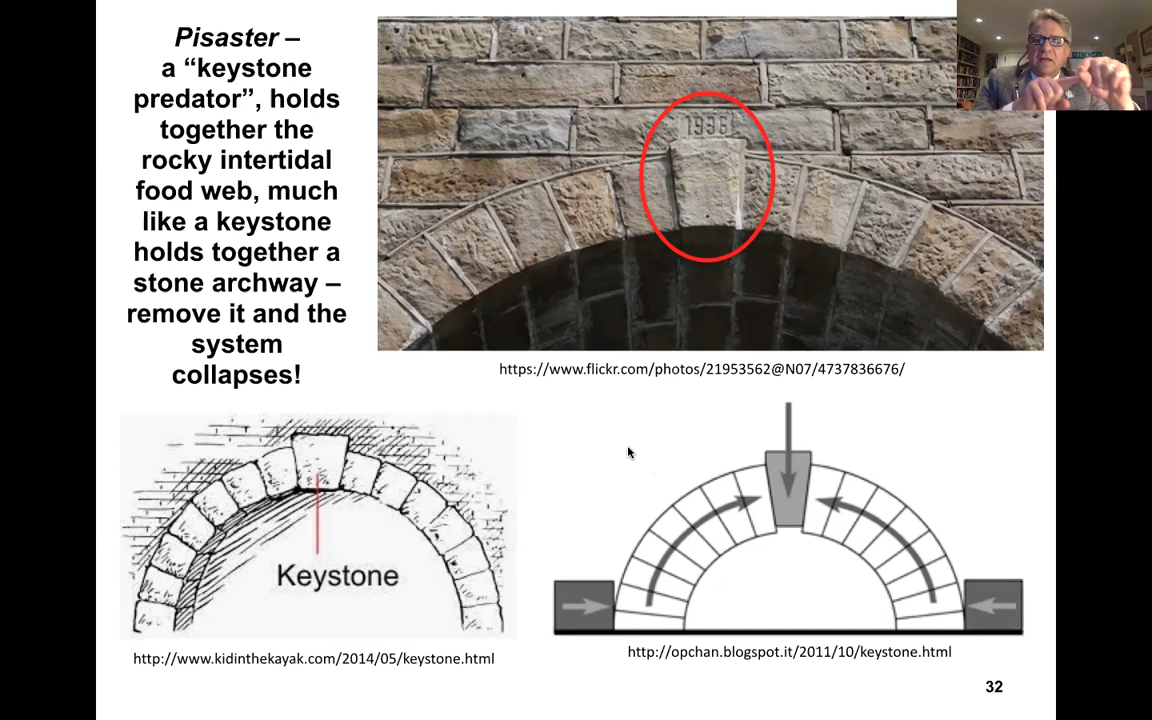 Pisaster –
a “keystone
predator”, holds
together the
rocky intertidal
food web, much
like a keystone
holds together a
stone archway –
remove it and the
system
collapses!
1936
https://www.flickr.com/photos/21953562@N07/4737836676/
Keystone
http://www.kidinthekayak.com/2014/05/keystone.html
http://opchan.blogspot.it/2011/10/keystone.html
32